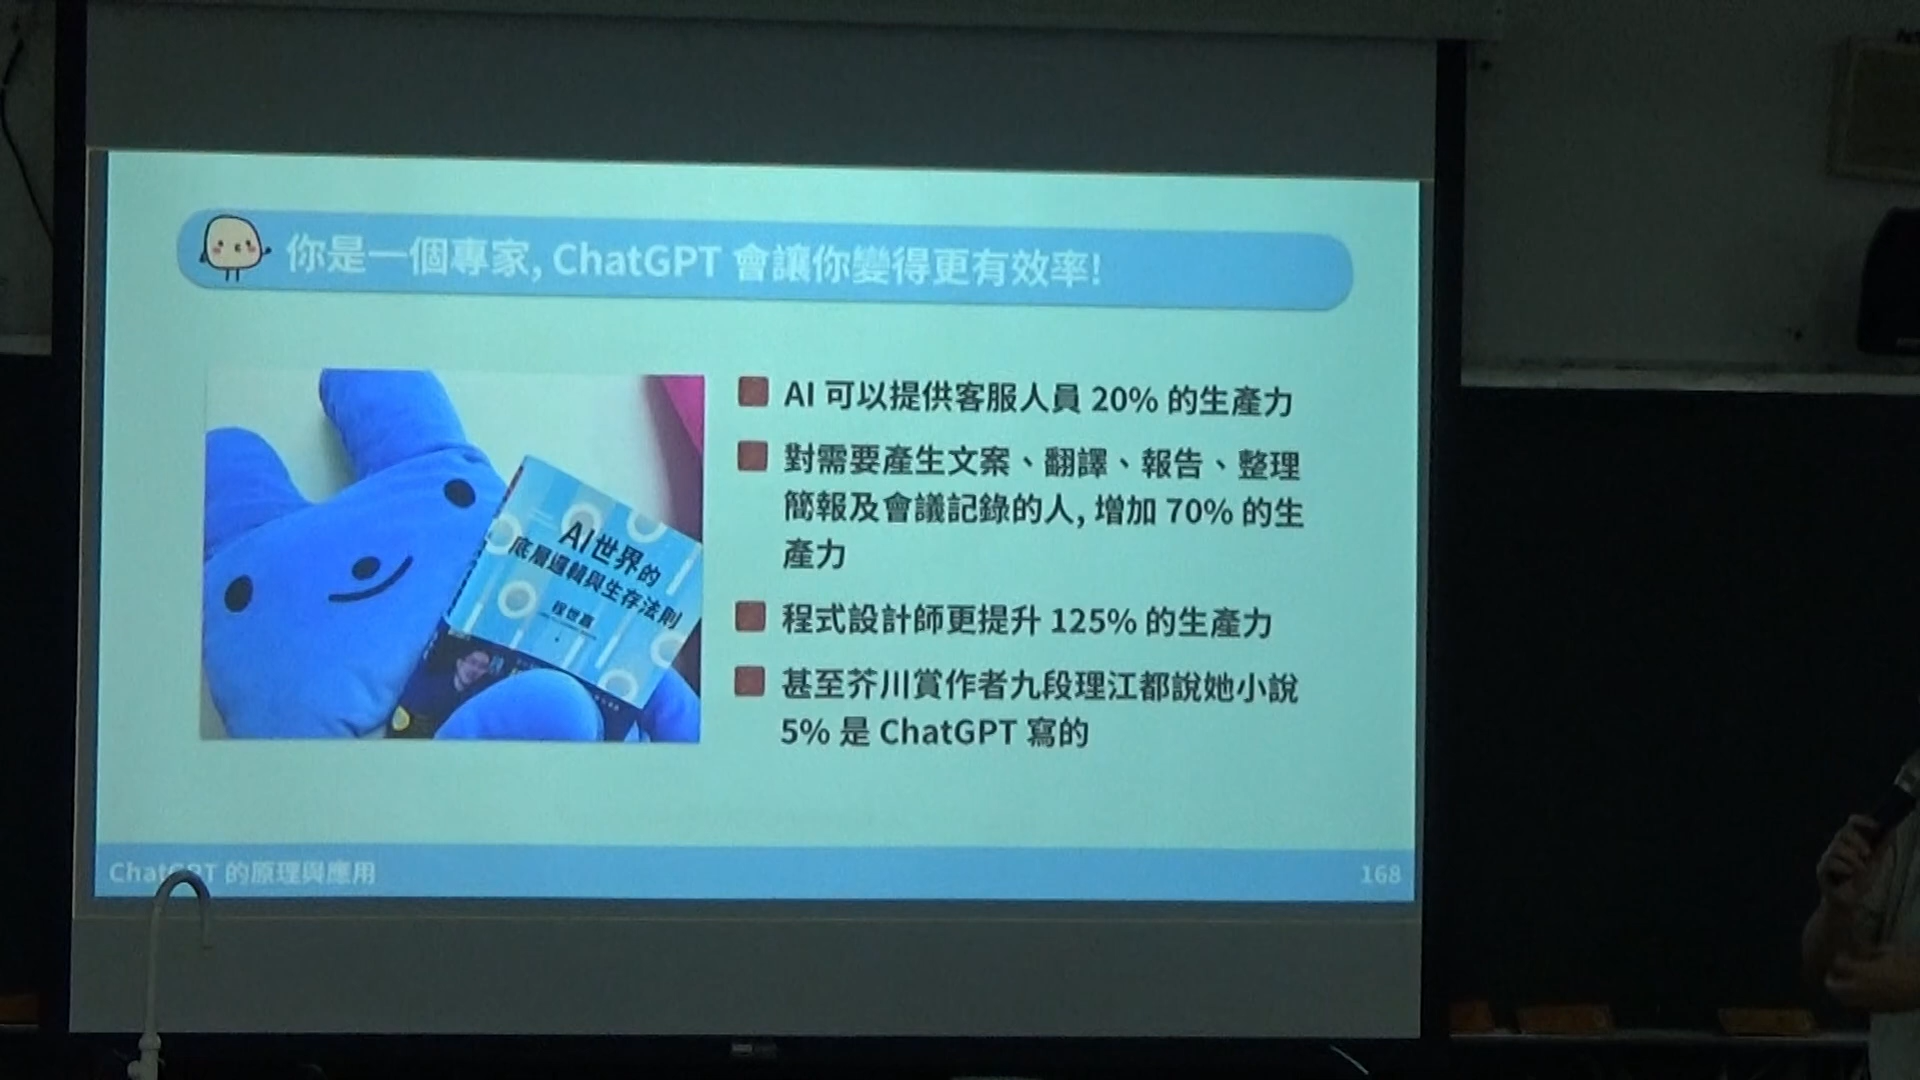 你是一個專家, ChatGPT 會讓你變得更有效率!
AI世界的
底層邏輯與生存法則
程世嘉
AI 可以提供客服人員 20% 的生產力
對需要產生文案、翻譯、報告、整理
簡報及會議記錄的人, 增加 70% 的生
產力
程式設計師更提升 125% 的生產力
甚至芥川賞作者九段理江都說她小說
5% 是 ChatGPT 寫的
ChatGPT 的原理與應用
168